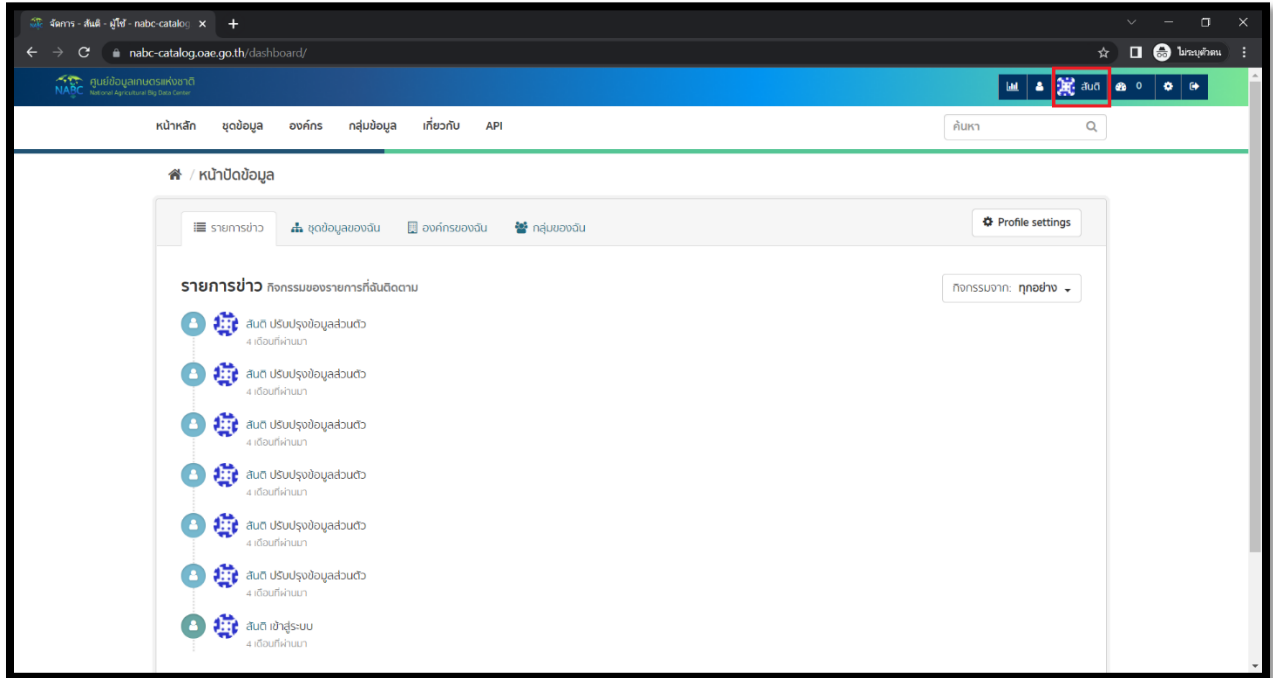 จัดการ - สันติ - ผู้ใช้ - nabc-catalog
nabc-catalog.oae.go.th/dashboard/
ไม่ระบุตัวตน
NABC ศูนย์ข้อมูลเกษตรแห่งชาติ
National Agricultural Big Data Center
สันติ 0
หน้าหลัก ชุดข้อมูล องค์กร กลุ่มข้อมูล เกี่ยวกับ API ค้นหา
/ หน้าปัดข้อมูล
รายการข่าว ชุดข้อมูลของฉัน องค์กรของฉัน กลุ่มของฉัน Profile settings
รายการข่าว กิจกรรมของรายการที่ฉันติดตาม กิจกรรมจาก: ทุกอย่าง
สันติ ปรับปรุงข้อมูลส่วนตัว
4 เดือนที่ผ่านมา
สันติ ปรับปรุงข้อมูลส่วนตัว
4 เดือนที่ผ่านมา
สันติ ปรับปรุงข้อมูลส่วนตัว
4 เดือนที่ผ่านมา
สันติ ปรับปรุงข้อมูลส่วนตัว
4 เดือนที่ผ่านมา
สันติ ปรับปรุงข้อมูลส่วนตัว
4 เดือนที่ผ่านมา
สันติ ปรับปรุงข้อมูลส่วนตัว
4 เดือนที่ผ่านมา
สันติ เข้าสู่ระบบ
4 เดือนที่ผ่านมา